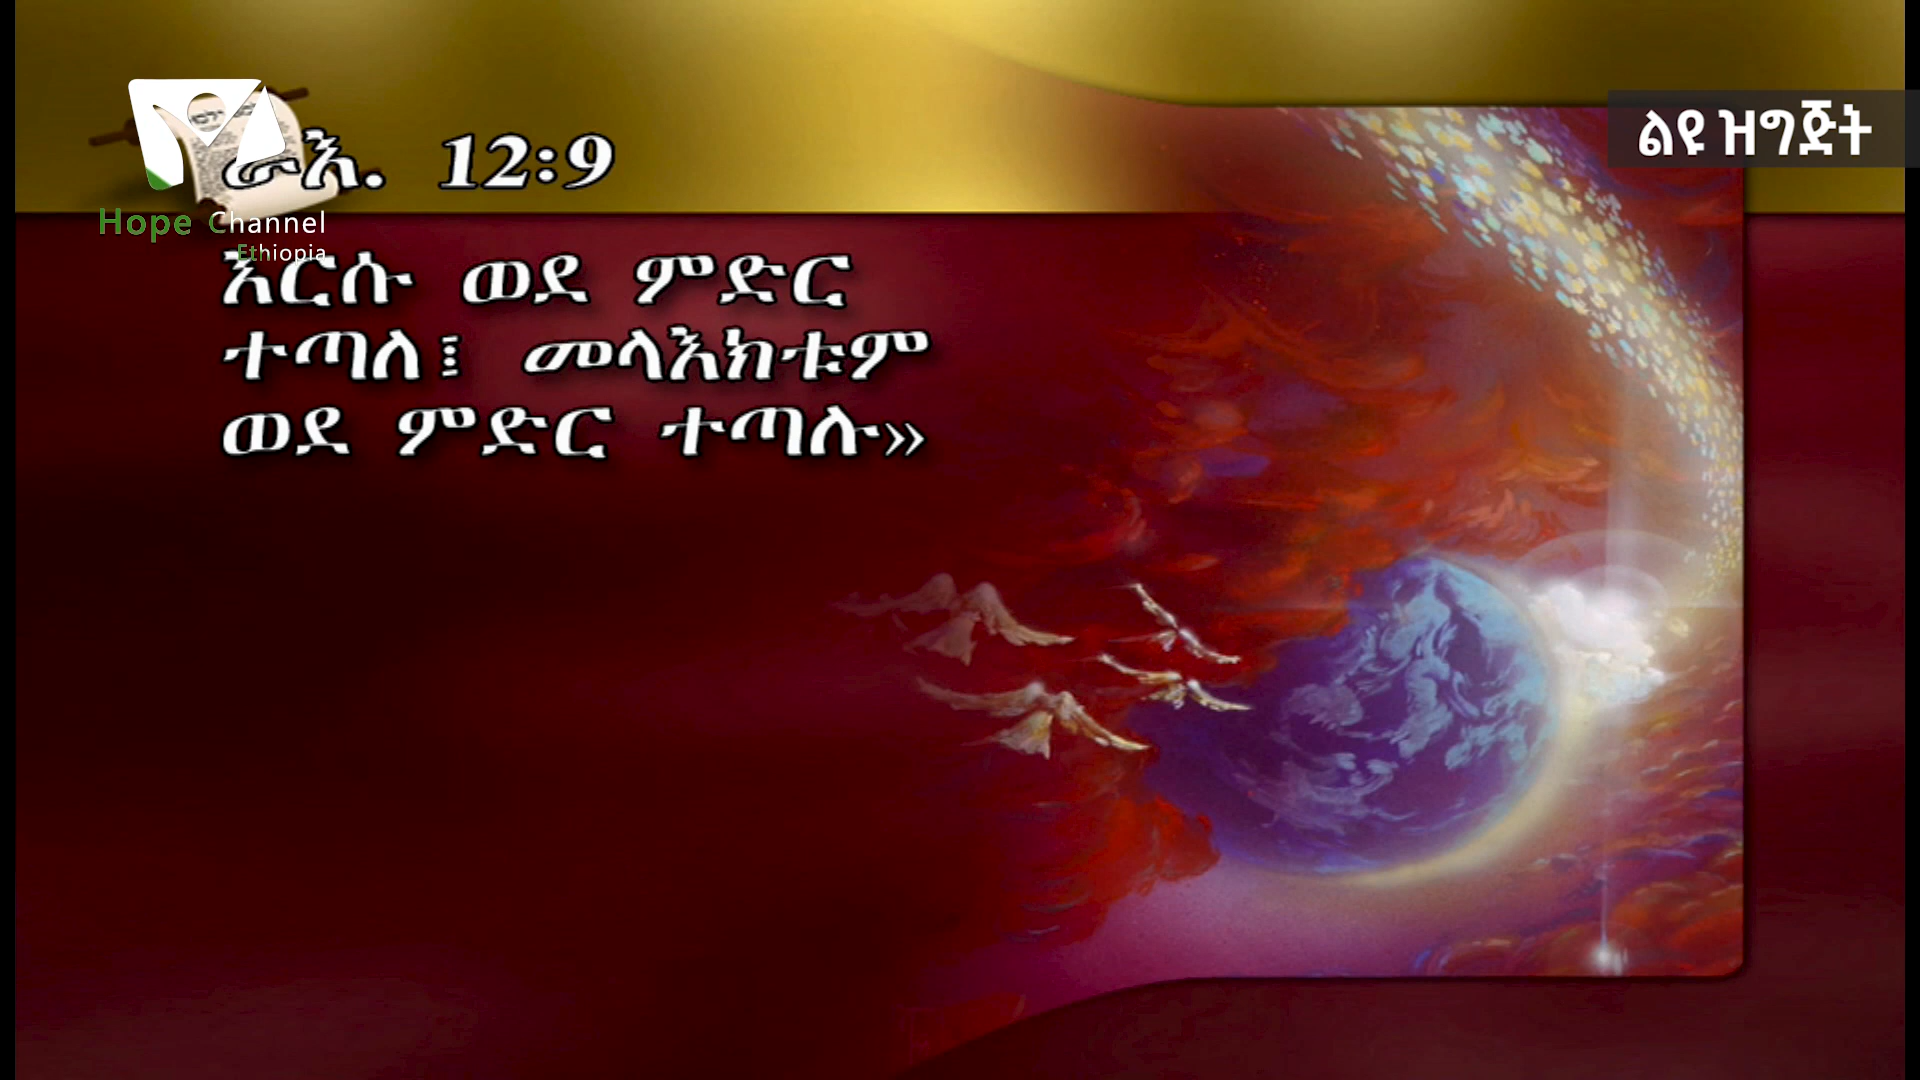 ልዩ ዝግጅት
ራእ. 12:9
Hope Channel
Ethiopia
እርሱ ወደ ምድር
ተጣለ፤ መላእክቱም
ወደ ምድር ተጣሉ»